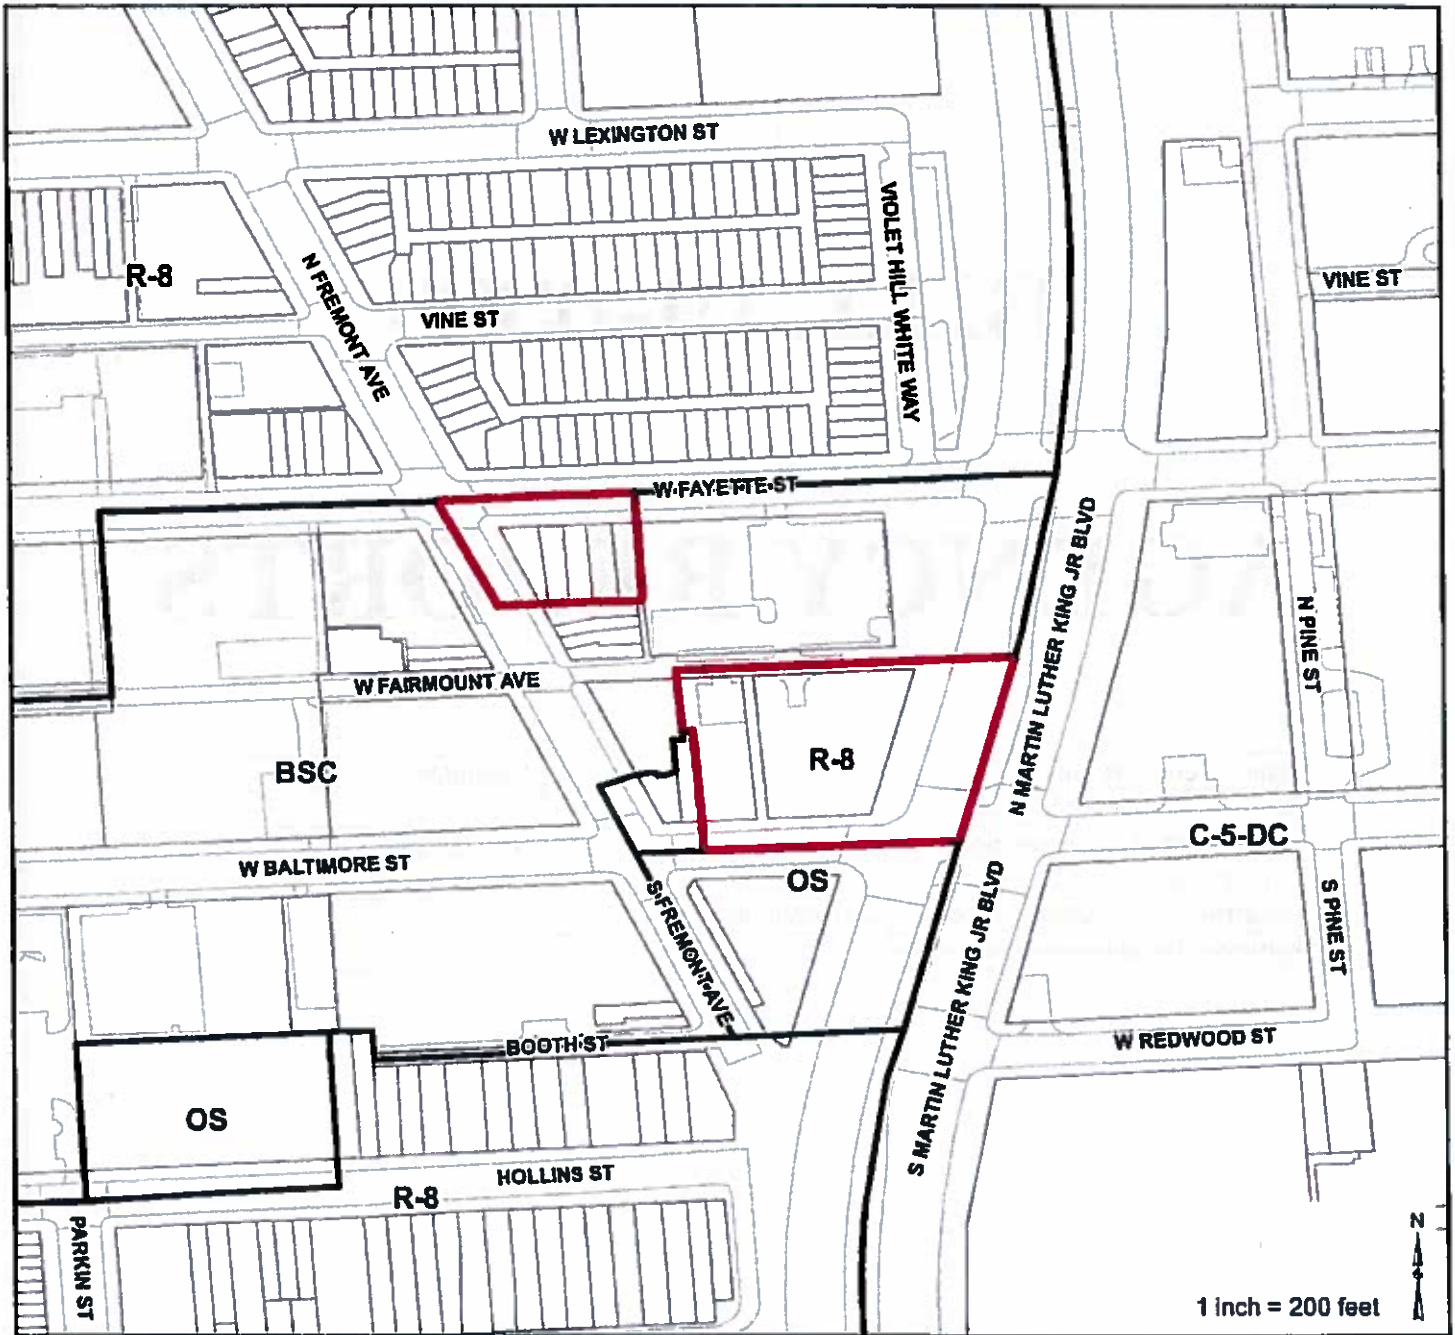 W LEXINGTON ST
VIOLET HILL WHITE WAY
R-8
N FREMONT AVE
VINE ST
VINE ST
W FAYETTE ST
N MARTIN LUTHER KING JR BLVD
N PINE ST
W FAIRMOUNT AVE
BSC
R-8
C-5-DC
W BALTIMORE ST
OS
S FREMONT AVE
S MARTIN LUTHER KING JR BLVD
S PINE ST
BOOTH ST
W REDWOOD ST
OS
HOLLINS ST
R-8
PARKIN ST
N
1 inch = 200 feet